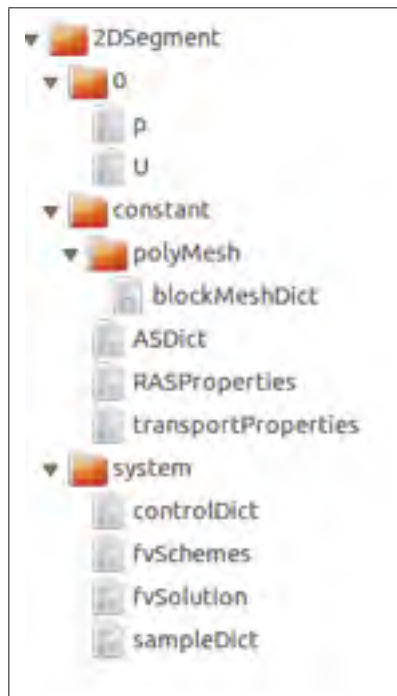 2DSegment
0
p
U
constant
polyMesh
blockMeshDict
ASDict
RASProperties
transportProperties
system
controlDict
fvSchemes
fvSolution
sampleDict